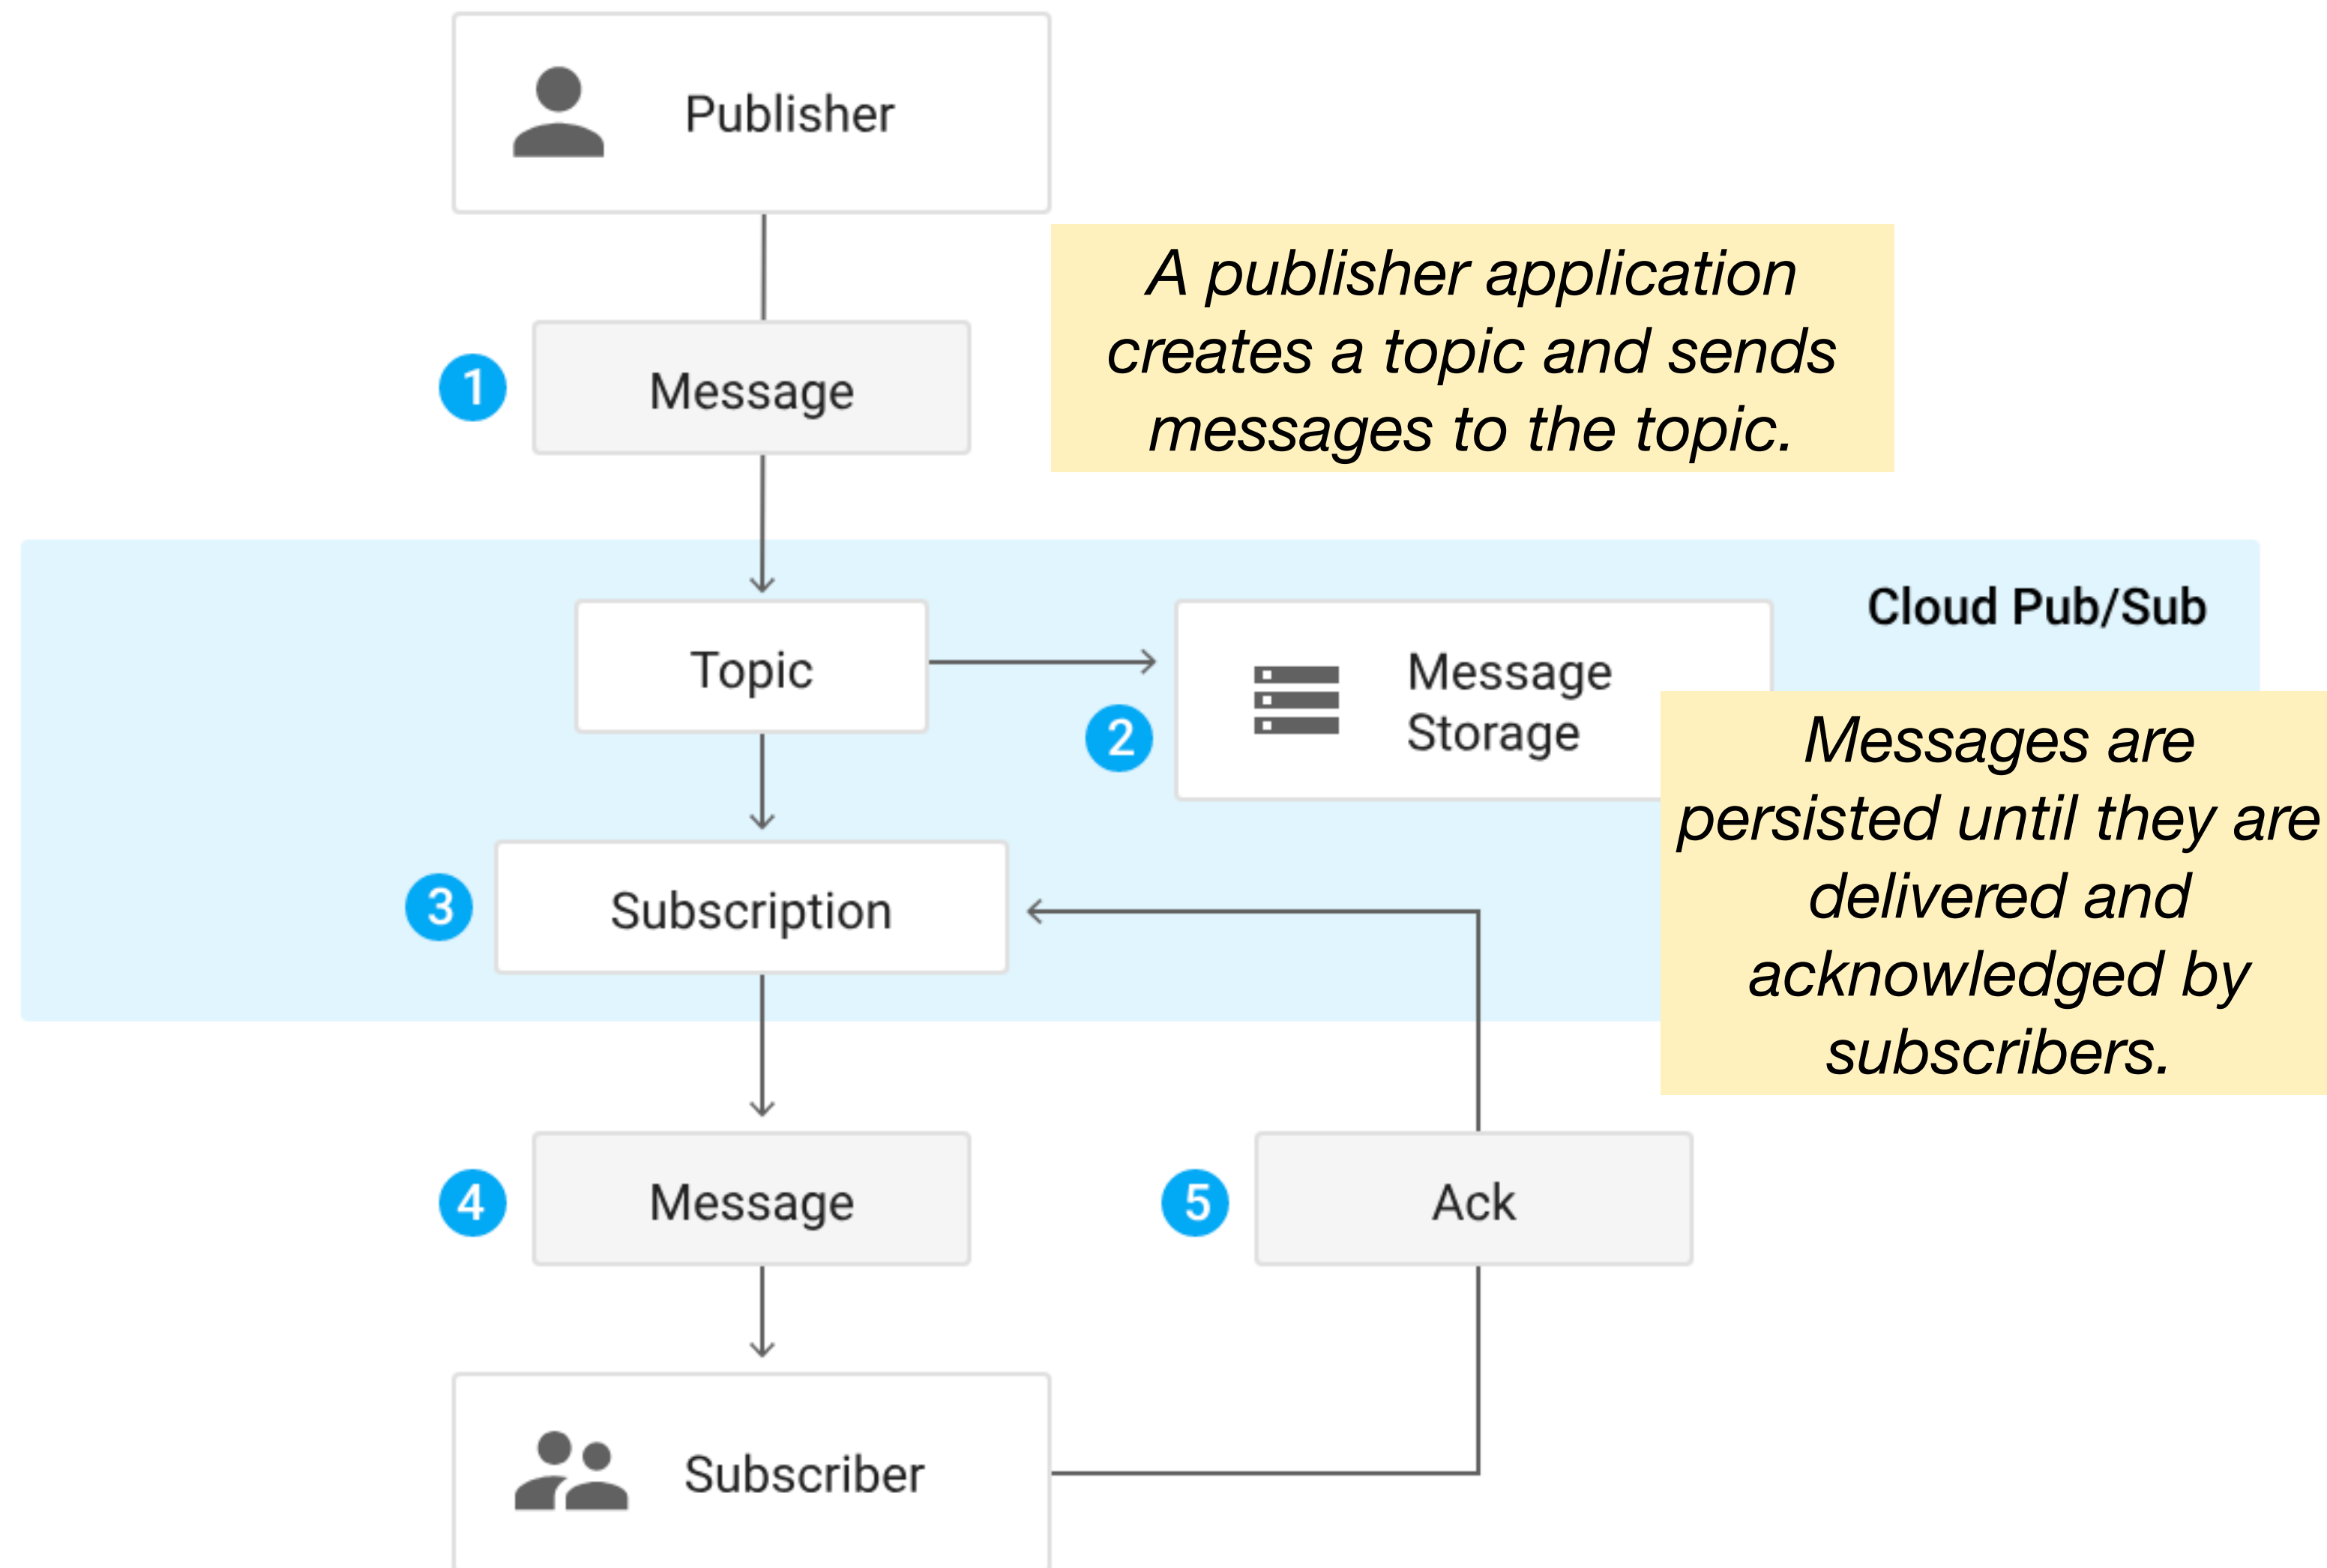 Publisher
A publisher application
creates a topic and sends
messages to the topic.
1
Message
Cloud Pub/Sub
Topic
Message
Storage
2
Messages are
persisted until they are
delivered and
acknowledged by
subscribers.
3
Subscription
4
Message
5
Ack
Subscriber